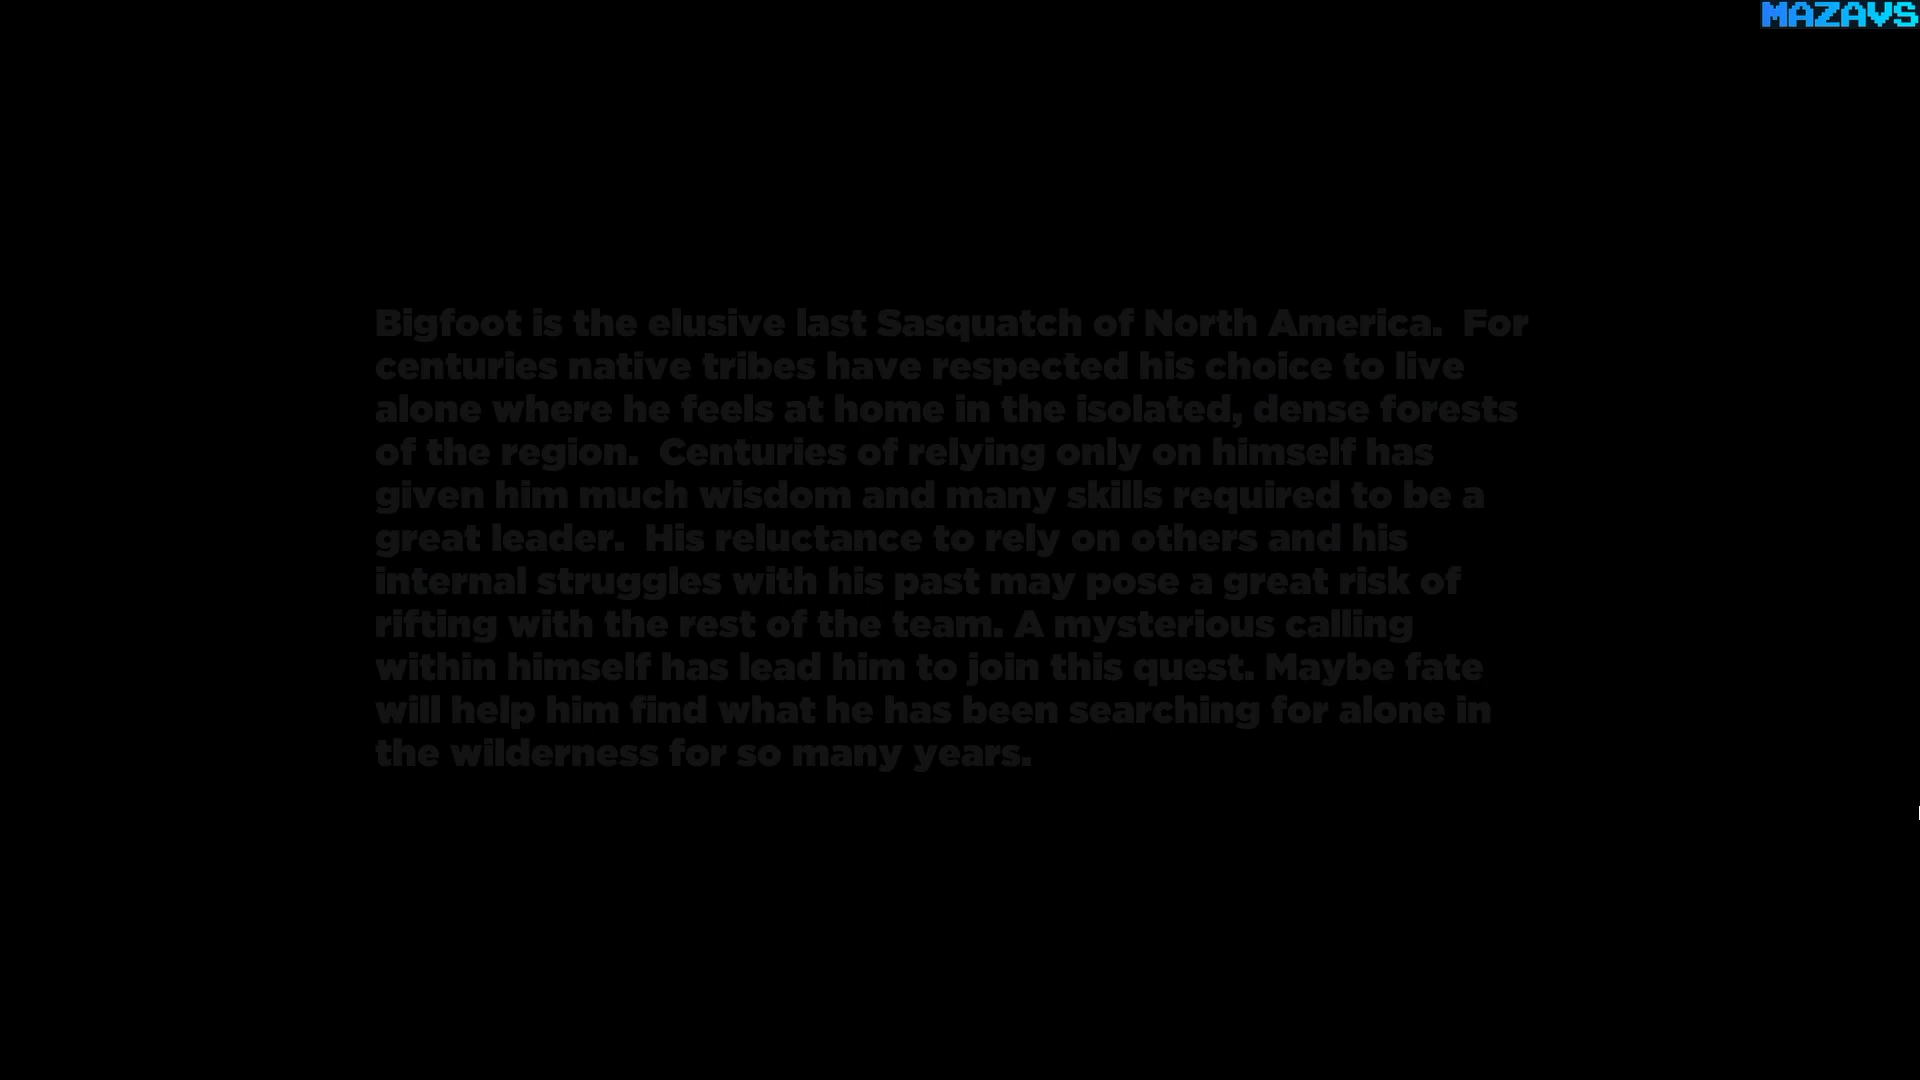 MAZAVS
Bigfoot is the elusive last Sasquatch of North America.  For
centuries native tribes have respected his choice to live
alone where he feels at home in the isolated, dense forests
of the region.  Centuries of relying only on himself has
given him much wisdom and many skills required to be a
great leader.  His reluctance to rely on others and his
internal struggles with his past may pose a great risk of
rifting with the rest of the team. A mysterious calling
within himself has lead him to join this quest. Maybe fate
will help him find what he has been searching for alone in
the wilderness for so many years.